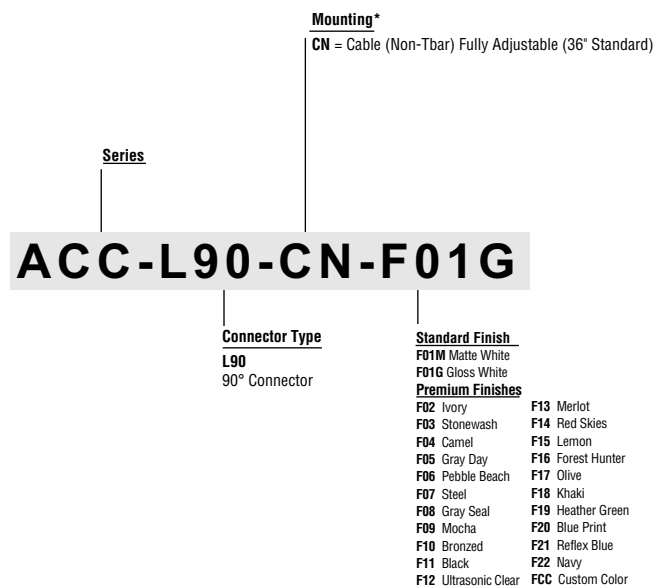 Mounting*
CN = Cable (Non-Tbar) Fully Adjustable (36" Standard)
Series
ACC-L90-CN-F01G
Connector Type
L90
90° Connector
Standard Finish
F01M Matte White
F01G Gloss White
Premium Finishes
F02 Ivory
F03 Stonewash
F04 Camel
F05 Gray Day
F06 Pebble Beach
F07 Steel
F08 Gray Seal
F09 Mocha
F10 Bronzed
F11 Black
F12 Ultrasonic Clear
F13 Merlot
F14 Red Skies
F15 Lemon
F16 Forest Hunter
F17 Olive
F18 Khaki
F19 Heather Green
F20 Blue Print
F21 Reflex Blue
F22 Navy
FCC Custom Color